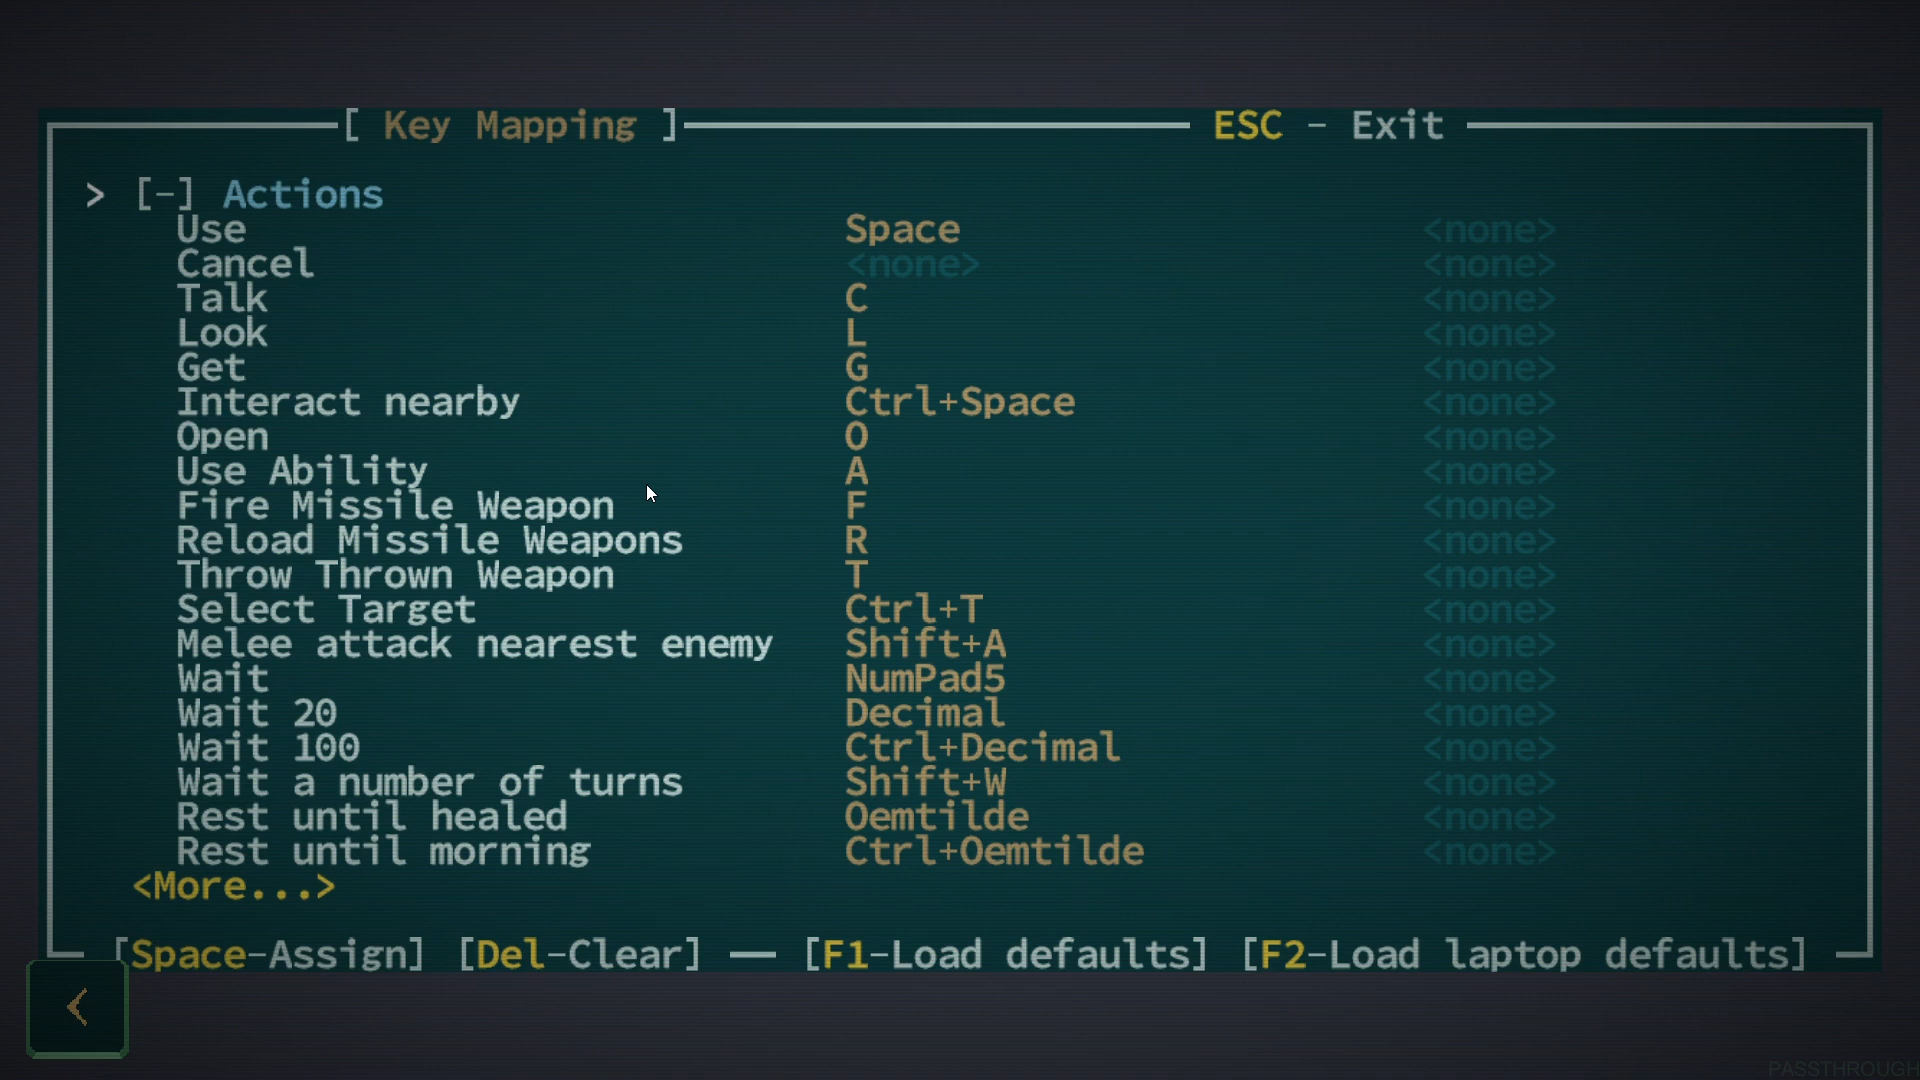 [ Key Mapping ] ESC - Exit
> [-] Actions
Use Space <none>
Cancel <none> <none>
Talk C <none>
Look L <none>
Get G <none>
Interact nearby Ctrl+Space <none>
Open O <none>
Use Ability A <none>
Fire Missile Weapon F <none>
Reload Missile Weapons R <none>
Throw Thrown Weapon T <none>
Select Target Ctrl+T <none>
Melee attack nearest enemy Shift+A <none>
Wait NumPad5 <none>
Wait 20 Decimal <none>
Wait 100 Ctrl+Decimal <none>
Wait a number of turns Shift+W <none>
Rest until healed Oemtilde <none>
Rest until morning Ctrl+Oemtilde <none>
<More...>
[Space-Assign] [Del-Clear] — [F1-Load defaults] [F2-Load laptop defaults]
PASSTHROUGH